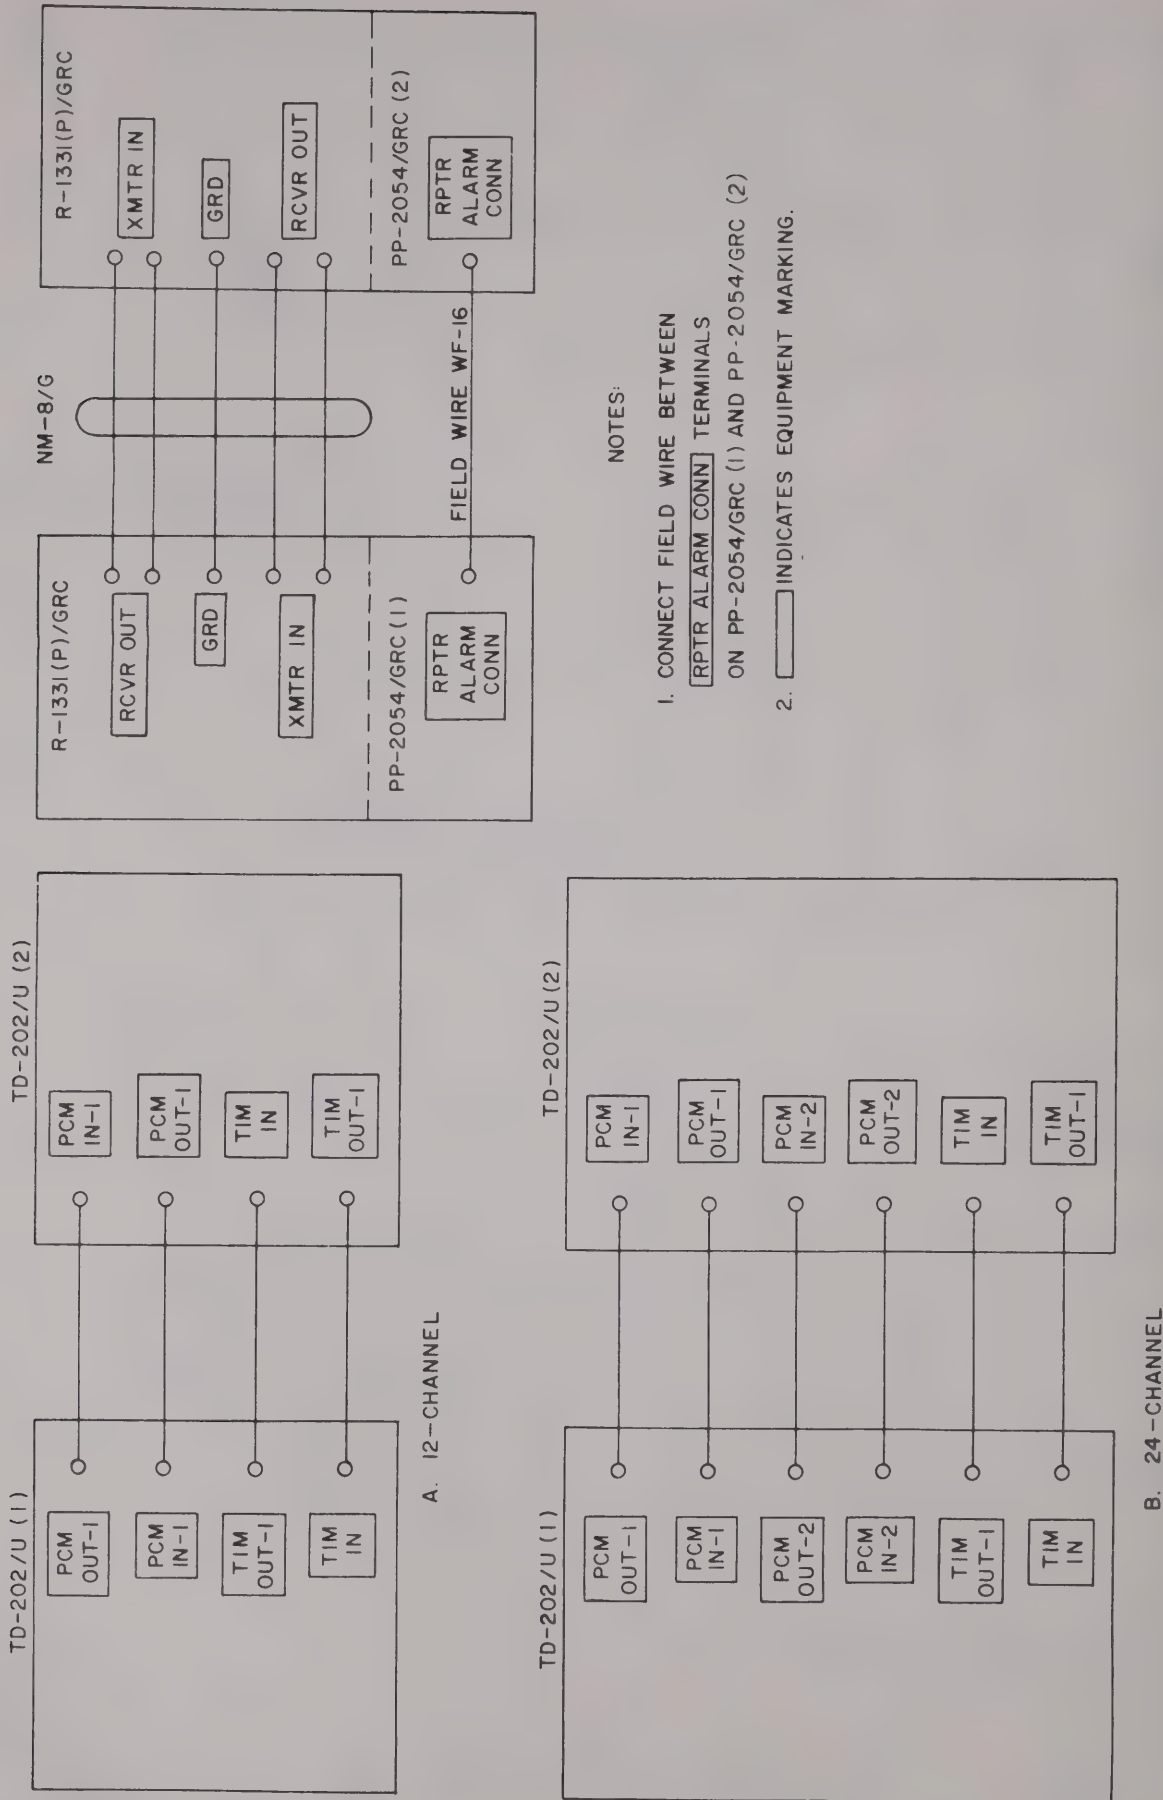 TD-202/U (1)
PCM
OUT-1
PCM
IN-1
TIM
OUT-1
TIM
IN
TD-202/U (2)
PCM
IN-1
PCM
OUT-1
TIM
IN
TIM
OUT-1
A. 12-CHANNEL
TD-202/U (1)
PCM
OUT-1
PCM
IN-1
PCM
OUT-2
PCM
IN-2
TIM
OUT-1
TIM
IN
TD-202/U (2)
PCM
IN-1
PCM
OUT-1
PCM
IN-2
PCM
OUT-2
TIM
IN
TIM
OUT-1
B. 24-CHANNEL
R-1331(P)/GRC
RCVR OUT
GRD
XMTR IN
PP-2054/GRC (1)
RPTR
ALARM
CONN
NM-8/G
FIELD WIRE WF-16
R-1331(P)/GRC
XMTR IN
GRD
RCVR OUT
PP-2054/GRC (2)
RPTR
ALARM
CONN
NOTES:
1. CONNECT FIELD WIRE BETWEEN
RPTR ALARM CONN TERMINALS
ON PP-2054/GRC (1) AND PP-2054/GRC (2)
2. INDICATES EQUIPMENT MARKING.